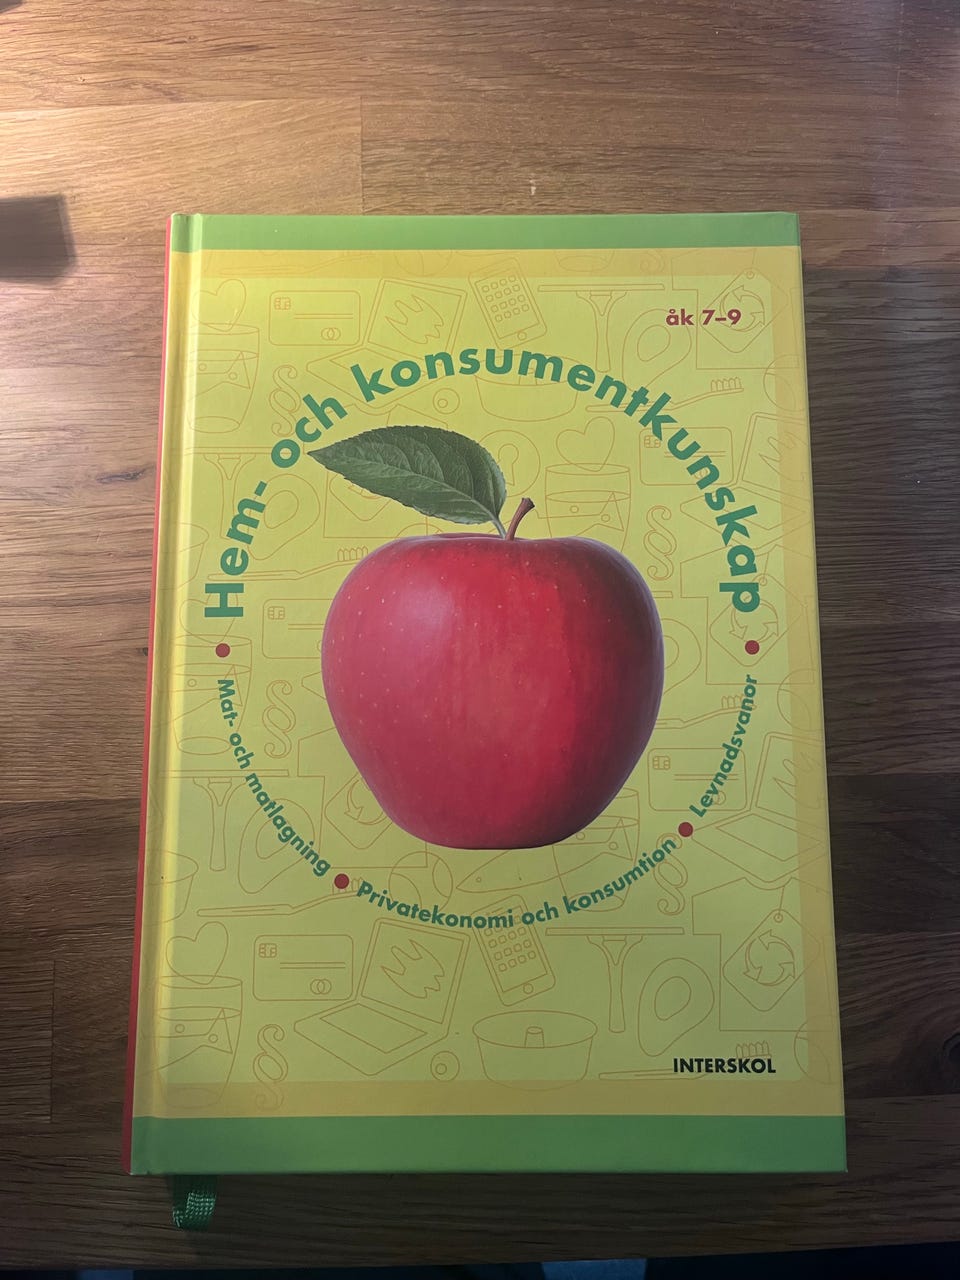 åk 7–9
Hem- och konsumentkunskap
Mat- och matlagning • Privatekonomi och konsumtion • Levnadsvanor
INTERSKOL